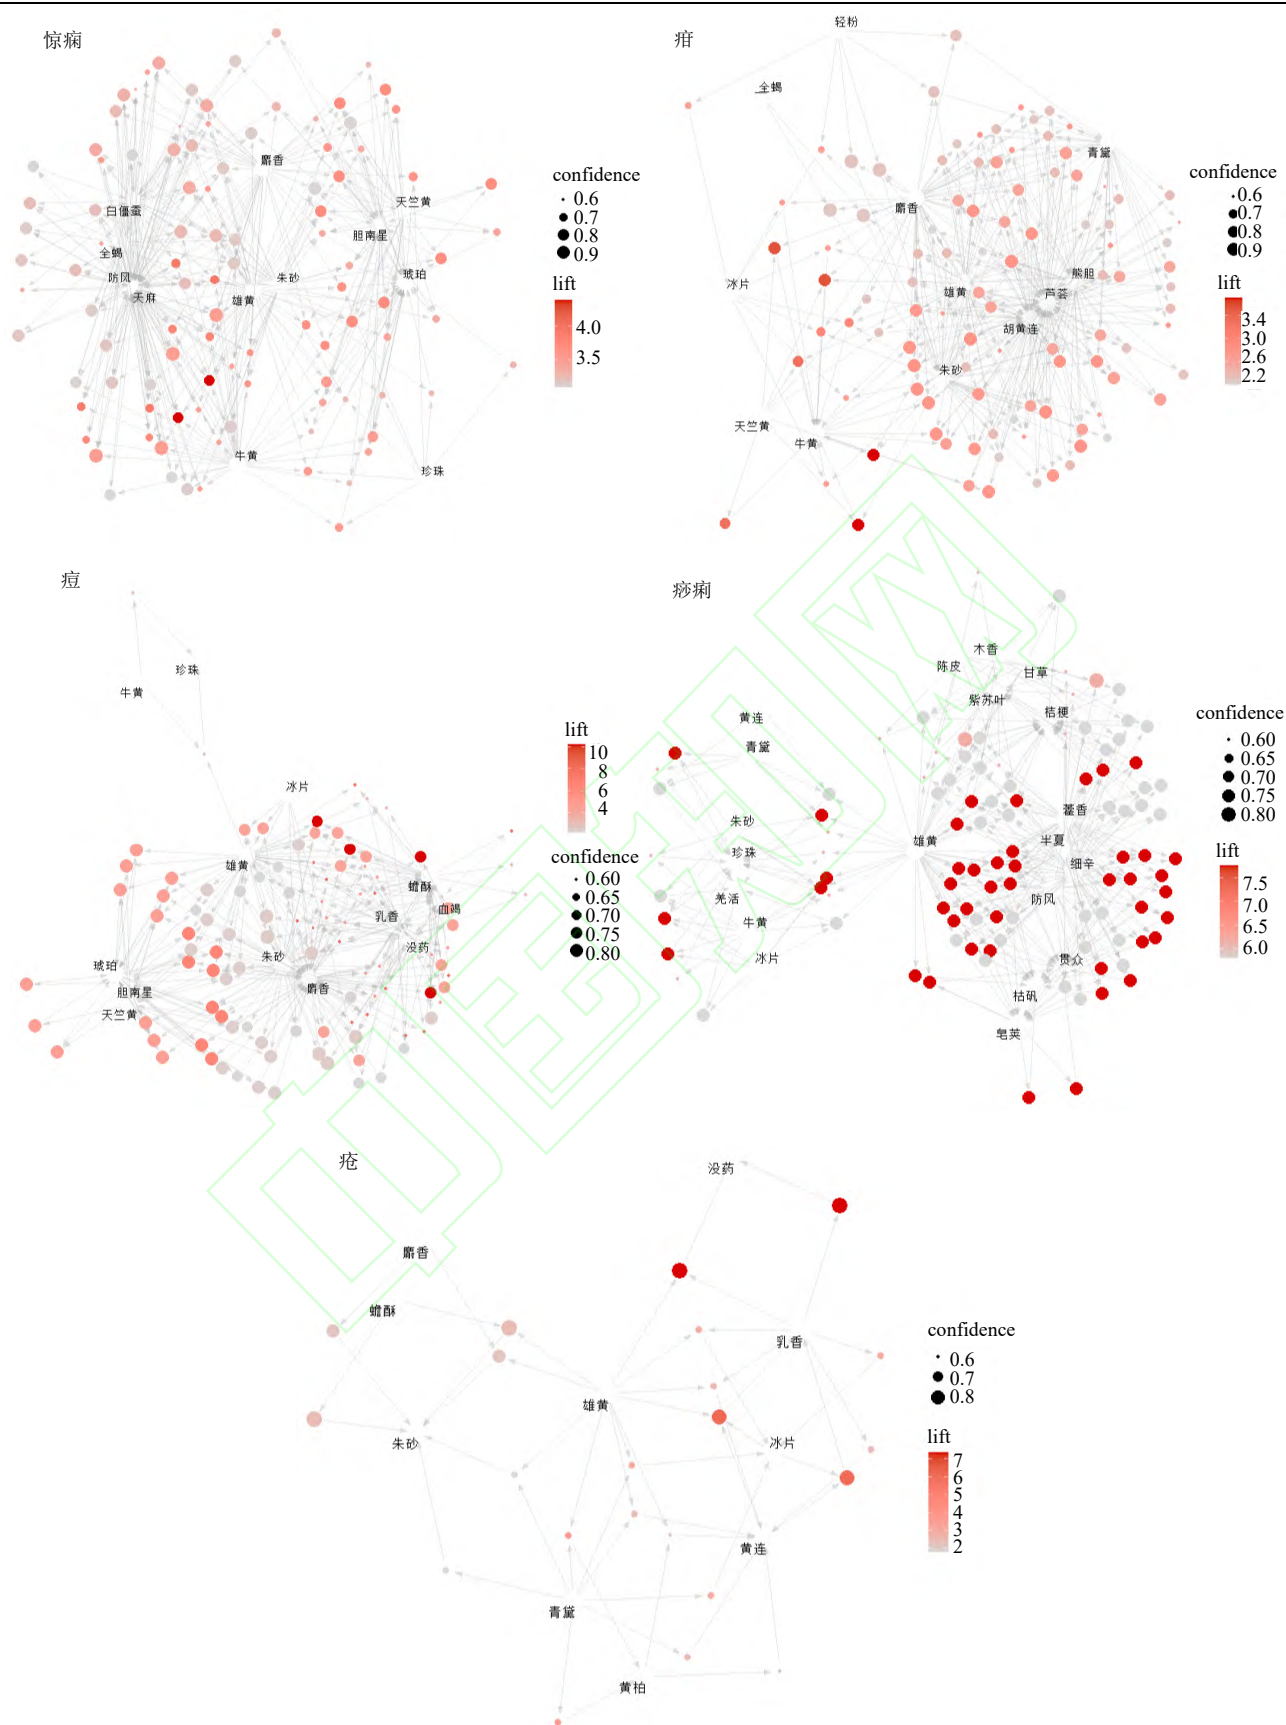 惊痫
麝香
白僵蚕
天竺黄
胆南星
全蝎
防风
天麻
朱砂
雄黄
琥珀
牛黄
珍珠
confidence
0.6
0.7
0.8
0.9
lift
4.0
3.5
疳
轻粉
全蝎
青黛
麝香
冰片
雄黄
熊胆
芦荟
胡黄连
朱砂
天竺黄
牛黄
confidence
0.6
0.7
0.8
0.9
lift
3.4
3.0
2.6
2.2
痘
珍珠
牛黄
冰片
雄黄
蟾酥
血竭
乳香
没药
朱砂
琥珀
胆南星
麝香
天竺黄
lift
10
8
6
4
confidence
0.60
0.65
0.70
0.75
0.80
痧痢
木香
陈皮
甘草
紫苏叶
桔梗
黄连
青黛
藿香
朱砂
雄黄
半夏
珍珠
细辛
羌活
防风
牛黄
冰片
贯众
枯矾
皂荚
confidence
0.60
0.65
0.70
0.75
0.80
lift
7.5
7.0
6.5
6.0
疮
没药
麝香
蟾酥
乳香
雄黄
朱砂
冰片
黄连
青黛
黄柏
confidence
0.6
0.7
0.8
lift
7
6
5
4
3
2